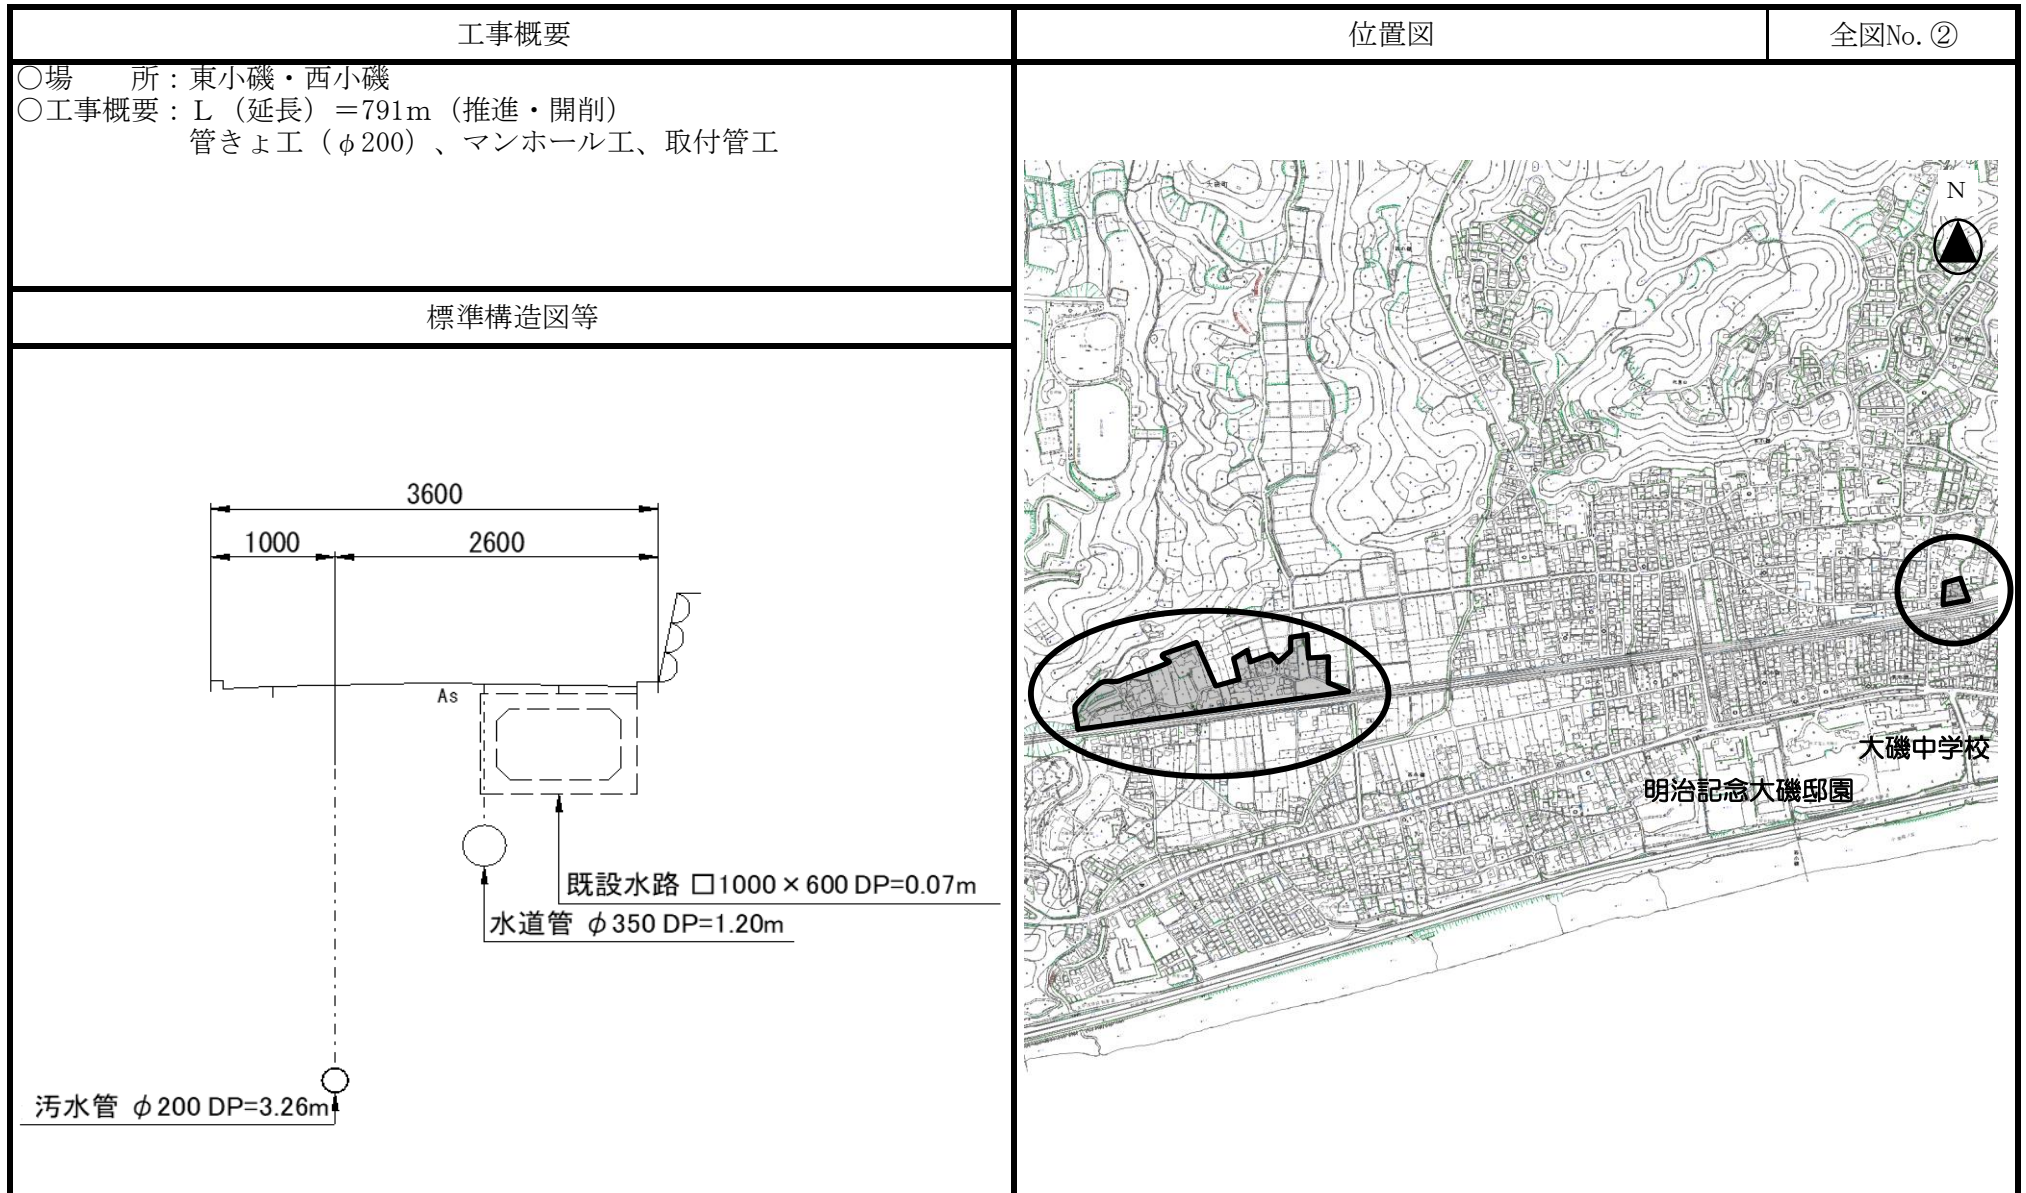 工事概要
○場　　所：東小磯・西小磯
○工事概要：Ｌ（延長）＝791m（推進・開削）
管きょ工（φ200）、マンホール工、取付管工
標準構造図等
3600
1000
2600
As
既設水路 □1000×600 DP=0.07m
水道管 φ350 DP=1.20m
汚水管 φ200 DP=3.26m
位置図
全図No.②
N
大磯中学校
明治記念大磯邸園